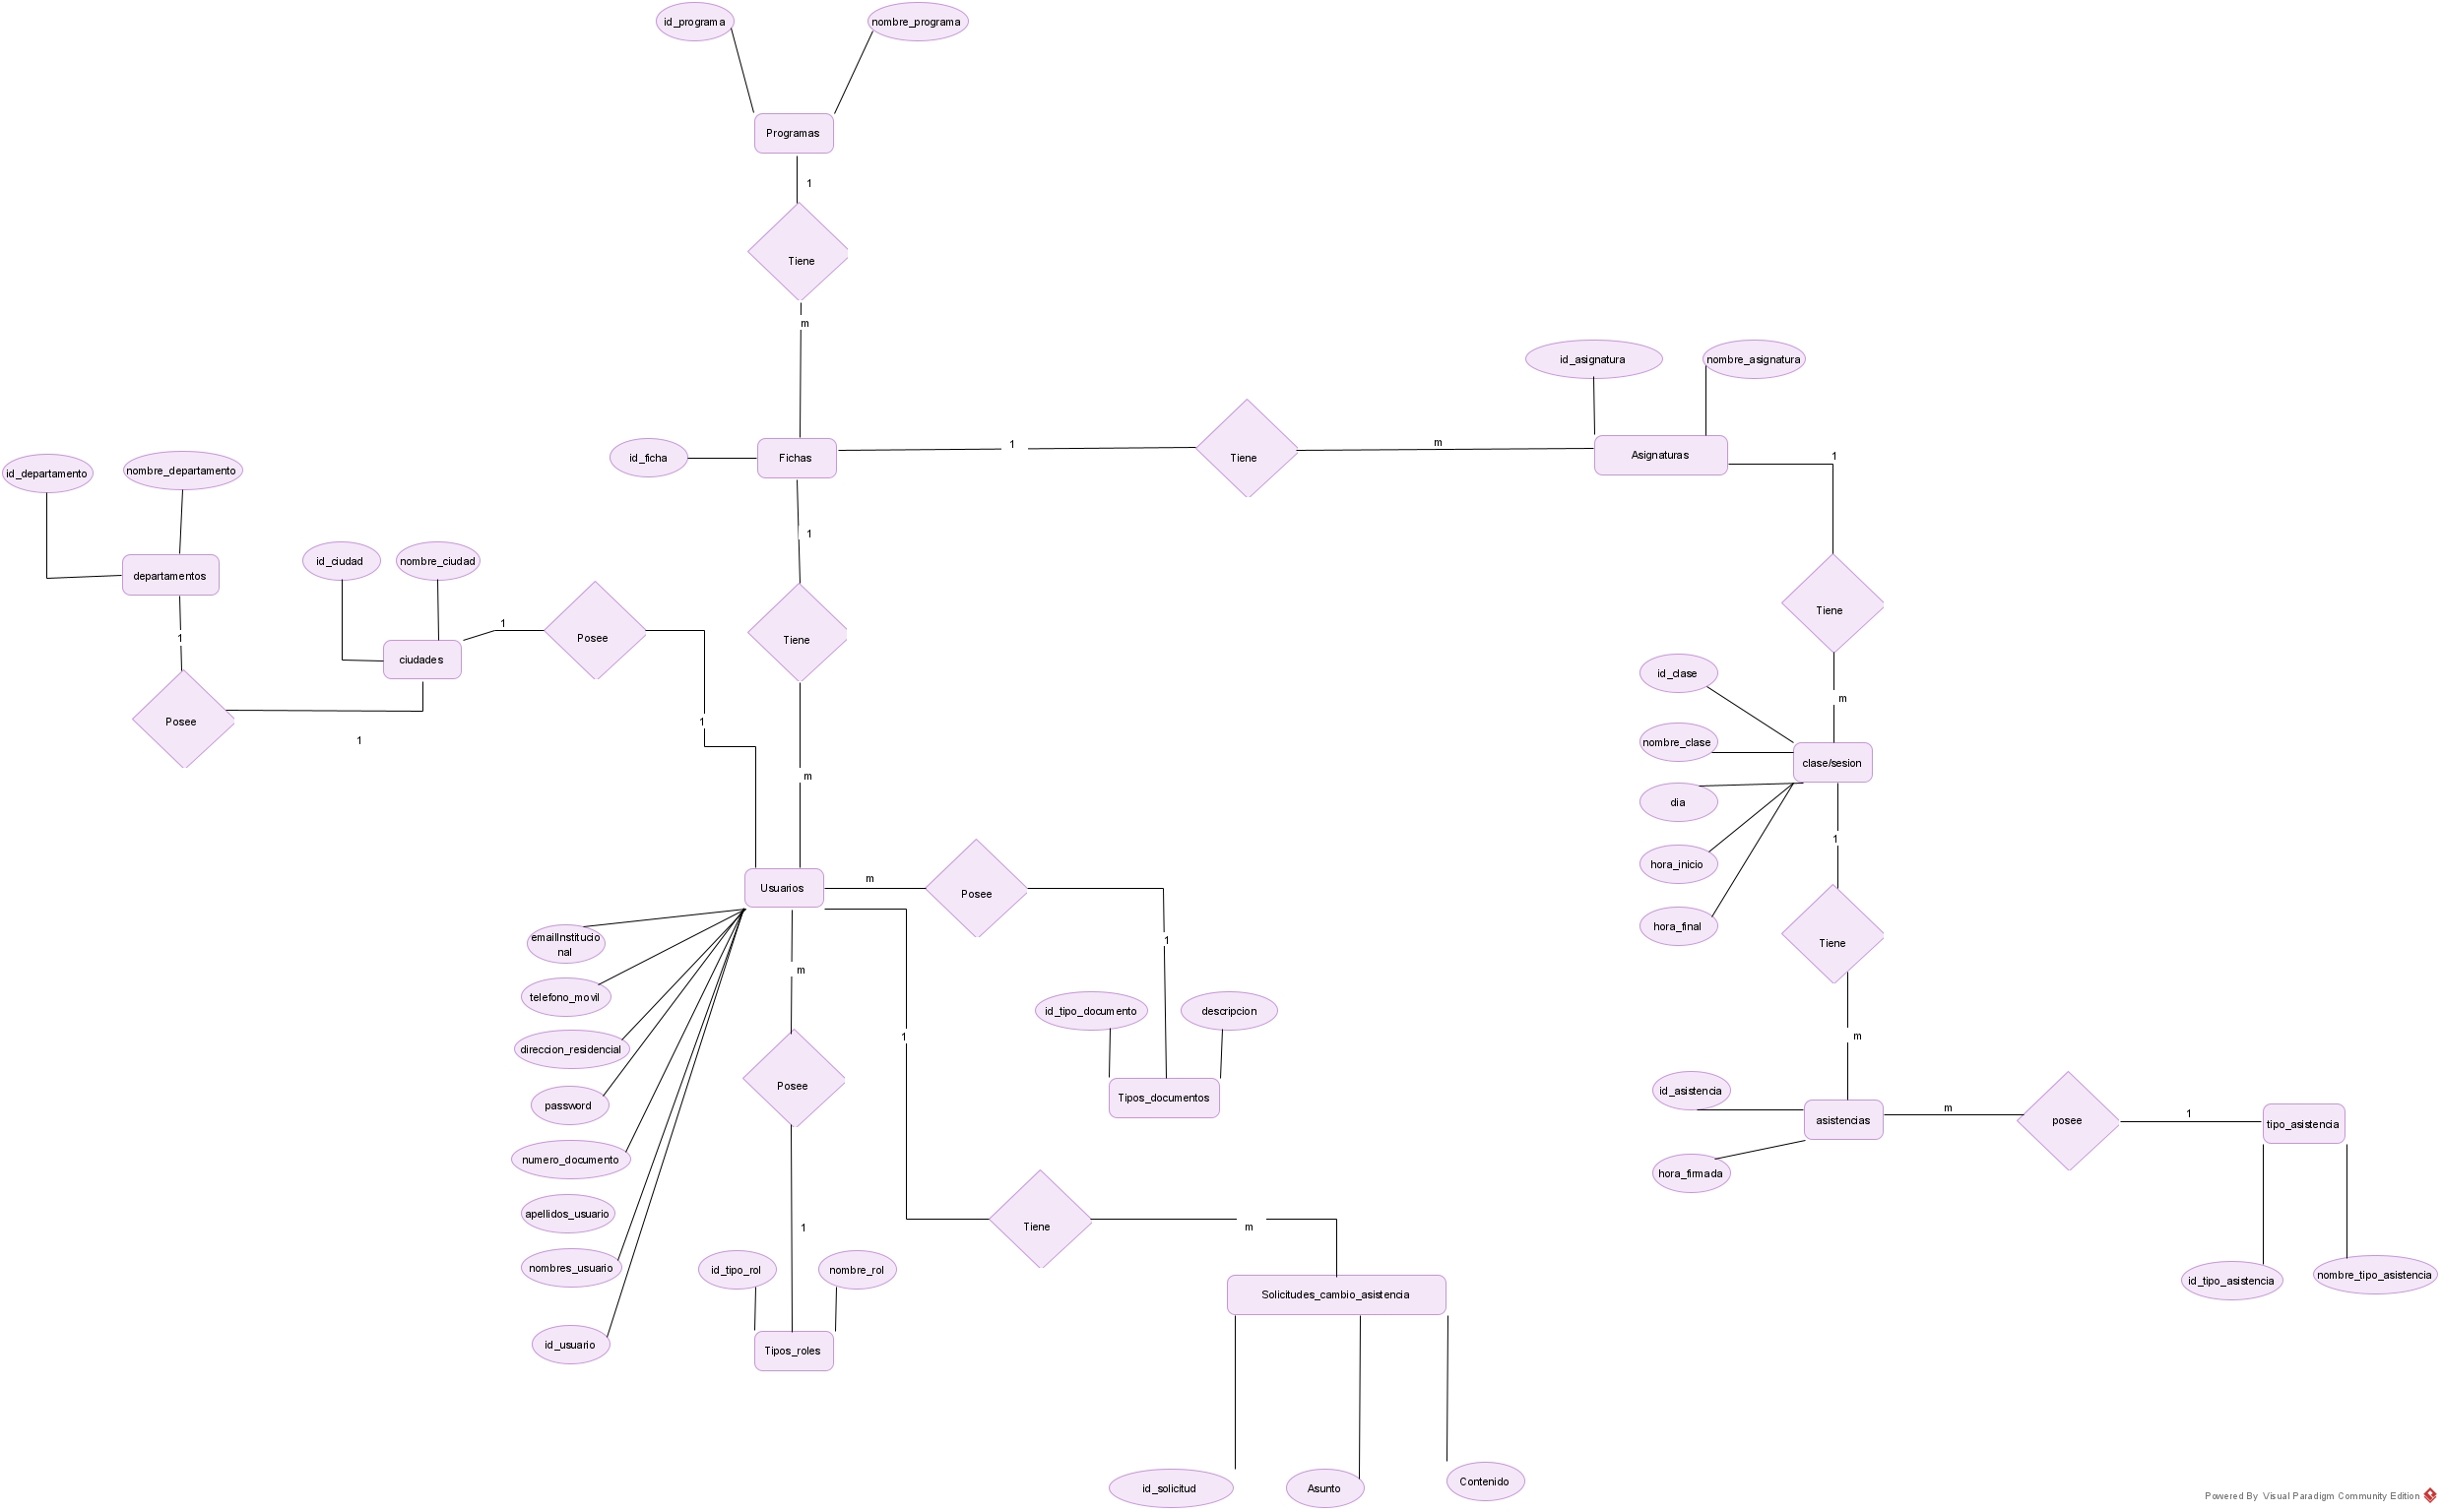 id_programa
nombre_programa
Programas
1
Tiene
m
id_asignatura
nombre_asignatura
1
m
id_ficha
Fichas
Tiene
Asignaturas
1
id_departamento
nombre_departamento
1
id_ciudad
nombre_ciudad
departamentos
Tiene
1
1
Posee
Tiene
ciudades
id_clase
m
Posee
1
1
nombre_clase
clase/sesion
m
dia
1
m
Usuarios
Posee
hora_inicio
hora_final
emailInstitucio
nal
1
Tiene
m
telefono_movil
id_tipo_documento
descripcion
1
m
direccion_residencial
Posee
Tipos_documentos
id_asistencia
password
asistencias
m
posee
1
tipo_asistencia
numero_documento
hora_firmada
apellidos_usuario
1
Tiene
m
nombres_usuario
id_tipo_rol
nombre_rol
id_tipo_asistencia
nombre_tipo_asistencia
Solicitudes_cambio_asistencia
id_usuario
Tipos_roles
id_solicitud
Asunto
Contenido
Powered By Visual Paradigm Community Edition